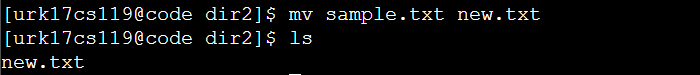 [urk17cs119@code dir2]$ mv sample.txt new.txt
[urk17cs119@code dir2]$ ls
new.txt